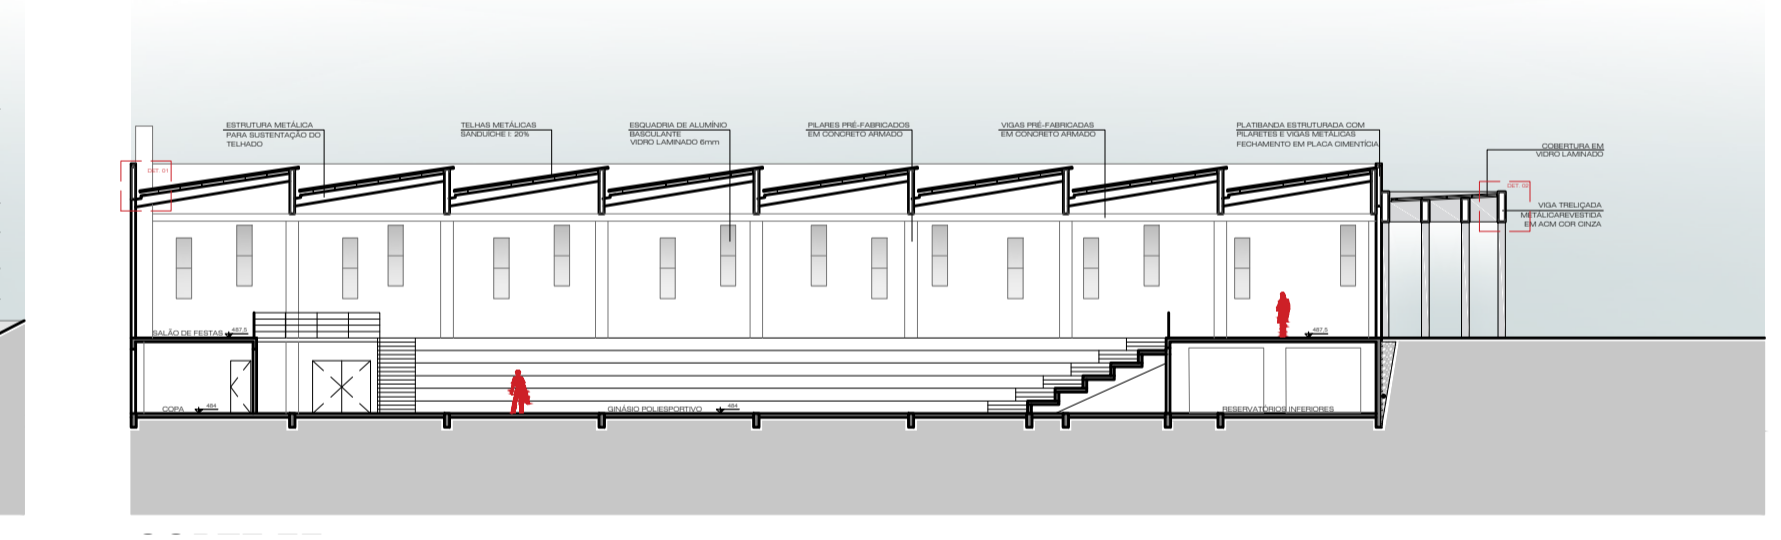 ESTRUTURA METÁLICA
PARA SUSTENTAÇÃO DO
TELHADO
TELHAS METÁLICAS
SANDUÍCHE I: 20%
ESQUADRIA DE ALUMÍNIO
BASCULANTE
VIDRO LAMINADO 6mm
PILARES PRÉ-FABRICADOS
EM CONCRETO ARMADO
VIGAS PRÉ-FABRICADAS
EM CONCRETO ARMADO
PLATIBANDA ESTRUTURADA COM
PILARETES E VIGAS METÁLICAS
FECHAMENTO EM PLACA CIMENTÍCIA
COBERTURA EM
VIDRO LAMINADO
DET. 01
DET. 02
VIGA TRELIÇADA
METÁLICAREVESTIDA
EM ACM COR CINZA
SALÃO DE FESTAS
487,5
487,5
COPA
484
GINÁSIO POLIESPORTIVO
484
RESERVATÓRIOS INFERIORES